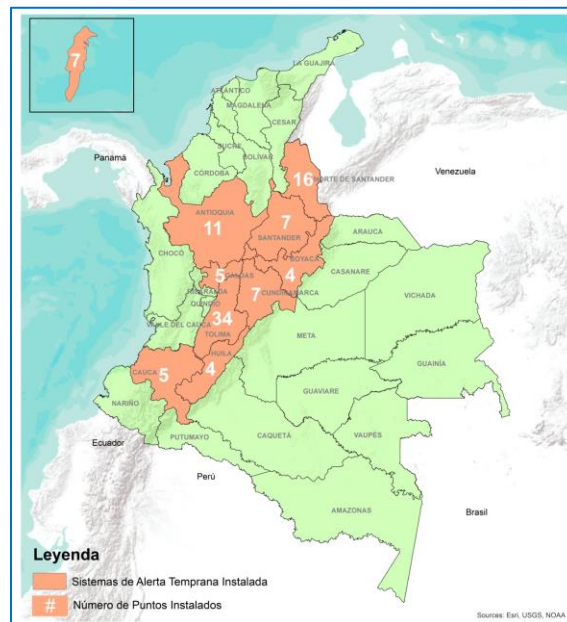 7
LA GUAJIRA
ATLÁNTICO
MAGDALENA
CESAR
SUCRE
BOLÍVAR
Panamá
CÓRDOBA
16
NORTE DE SANTANDER
Venezuela
ANTIOQUIA
11
7
SANTANDER
ARAUCA
CHOCÓ
BOYACÁ
5
CALDAS
4
CASANARE
RISARALDA
7
CUNDINAMARCA
VICHADA
QUINDÍO
34
VALLE DEL CAUCA
TOLIMA
META
HUILA
GUAINÍA
CAUCA
5
4
GUAVIARE
NARIÑO
Ecuador
PUTUMAYO
CAQUETÁ
VAUPÉS
Perú
AMAZONAS
Brasil
Leyenda
Sistemas de Alerta Temprana Instalada
# Número de Puntos Instalados
Sources: Esri, USGS, NOAA